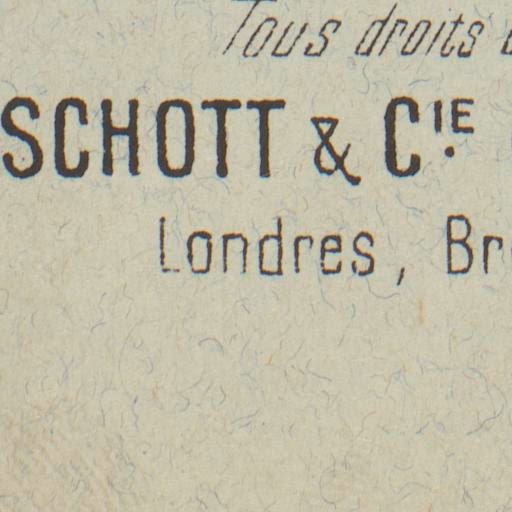 Tous droits
SCHOTT & CIE.
Londres,